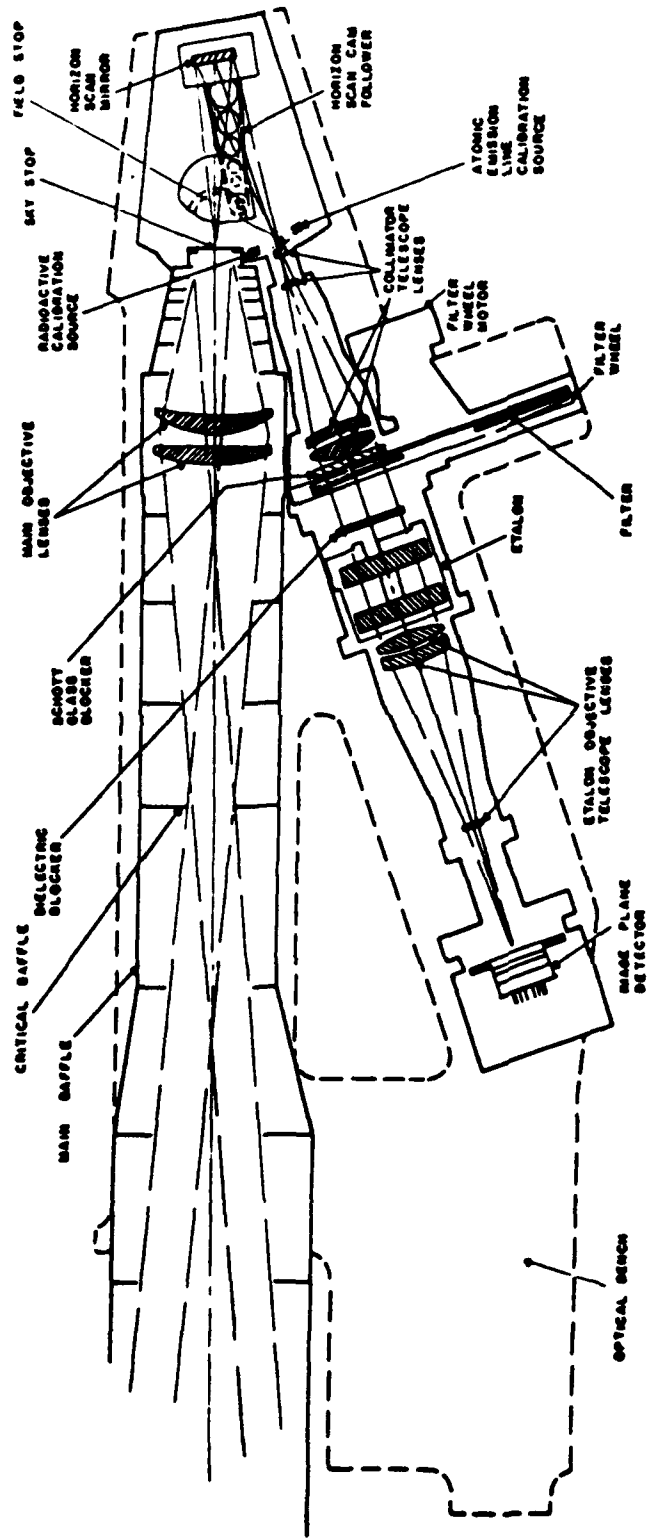 FIELD STOP
SKY STOP
HORIZON
SCAN
MIRROR
HORIZON
SCAN CAM
FOLLOWER
RADIOACTIVE
CALIBRATION
SOURCE
ATOMIC
EMISSION
LINE
CALIBRATION
SOURCE
COLLIMATOR
TELESCOPE
LENSES
FILTER
WHEEL
MOTOR
FILTER
WHEEL
MAIN OBJECTIVE
LENSES
FILTER
ETALON
SCHOTT
GLASS
BLOCKER
DIELECTRIC
BLOCKER
ETALON OBJECTIVE
TELESCOPE LENSES
CRITICAL BAFFLE
MAIN BAFFLE
IMAGE PLANE
DETECTOR
OPTICAL BENCH